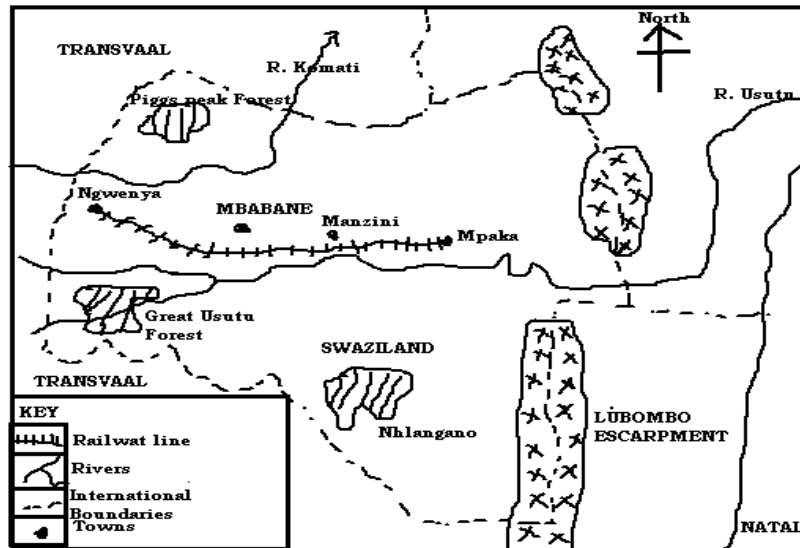 North
TRANSVAAL
R. Komati
R. Usutu
Piggs peak Forest
Ngwenya
MBABANE
Manzini
Mpaka
Great Usutu
Forest
SWAZILAND
TRANSVAAL
Nhlangano
LUBOMBO
ESCARPMENT
KEY
Railwat line
Rivers
International
Boundaries
Towns
NATAL